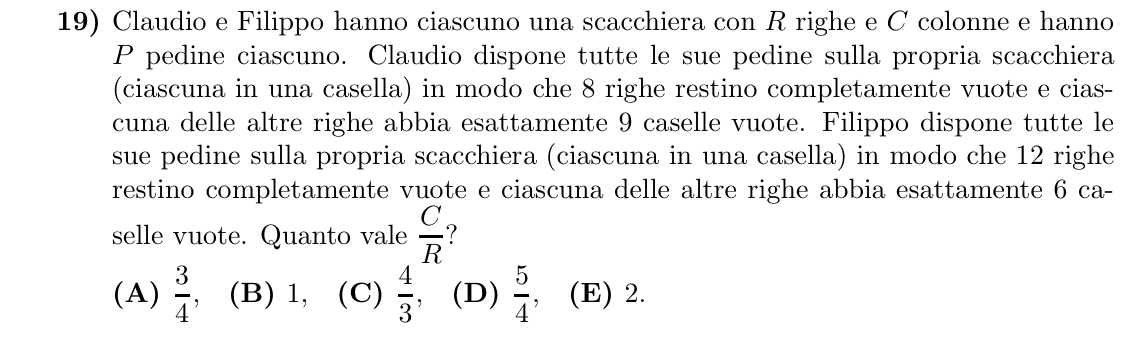 19) Claudio e Filippo hanno ciascuno una scacchiera con R righe e C colonne e hanno
P pedine ciascuno. Claudio dispone tutte le sue pedine sulla propria scacchiera
(ciascuna in una casella) in modo che 8 righe restino completamente vuote e cias-
cuna delle altre righe abbia esattamente 9 caselle vuote. Filippo dispone tutte le
sue pedine sulla propria scacchiera (ciascuna in una casella) in modo che 12 righe
restino completamente vuote e ciascuna delle altre righe abbia esattamente 6 ca-
selle vuote. Quanto vale C/R?
(A) 3/4, (B) 1, (C) 4/3, (D) 5/4, (E) 2.